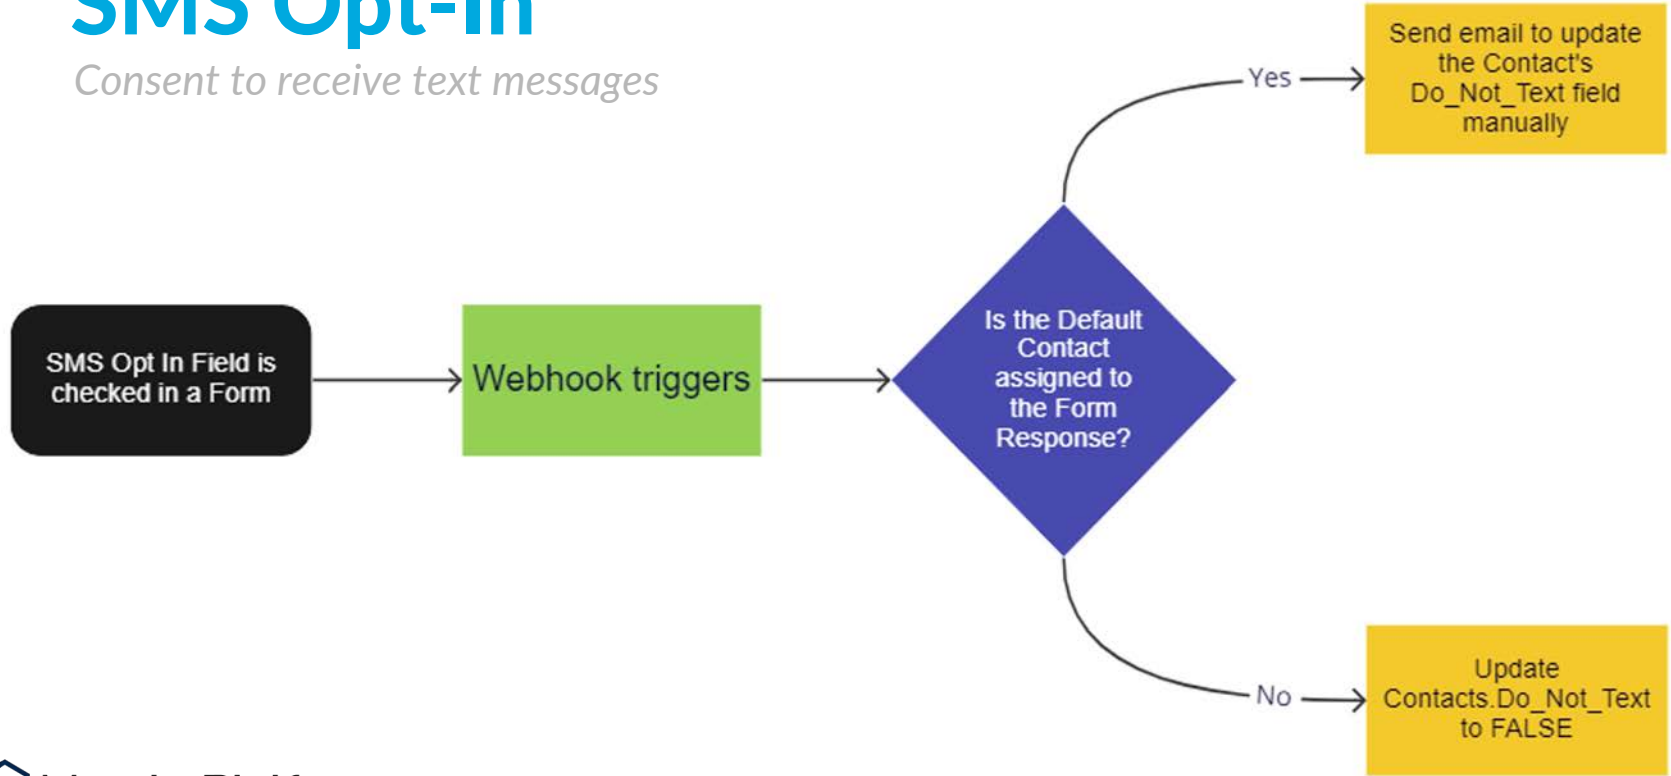 SMS Opt-In
Consent to receive text messages
SMS Opt In Field is
checked in a Form
Webhook triggers
Is the Default
Contact
assigned to
the Form
Response?
Yes
Send email to update
the Contact's
Do_Not_Text field
manually
No
Update
Contacts.Do_Not_Text
to FALSE